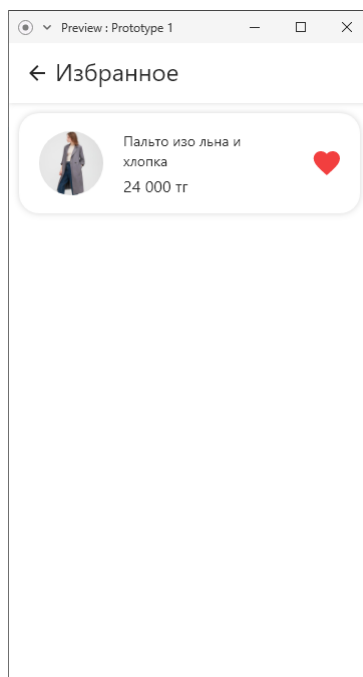 Preview : Prototype 1
Избранное
Пальто изо льна и
хлопка
24 000 тг